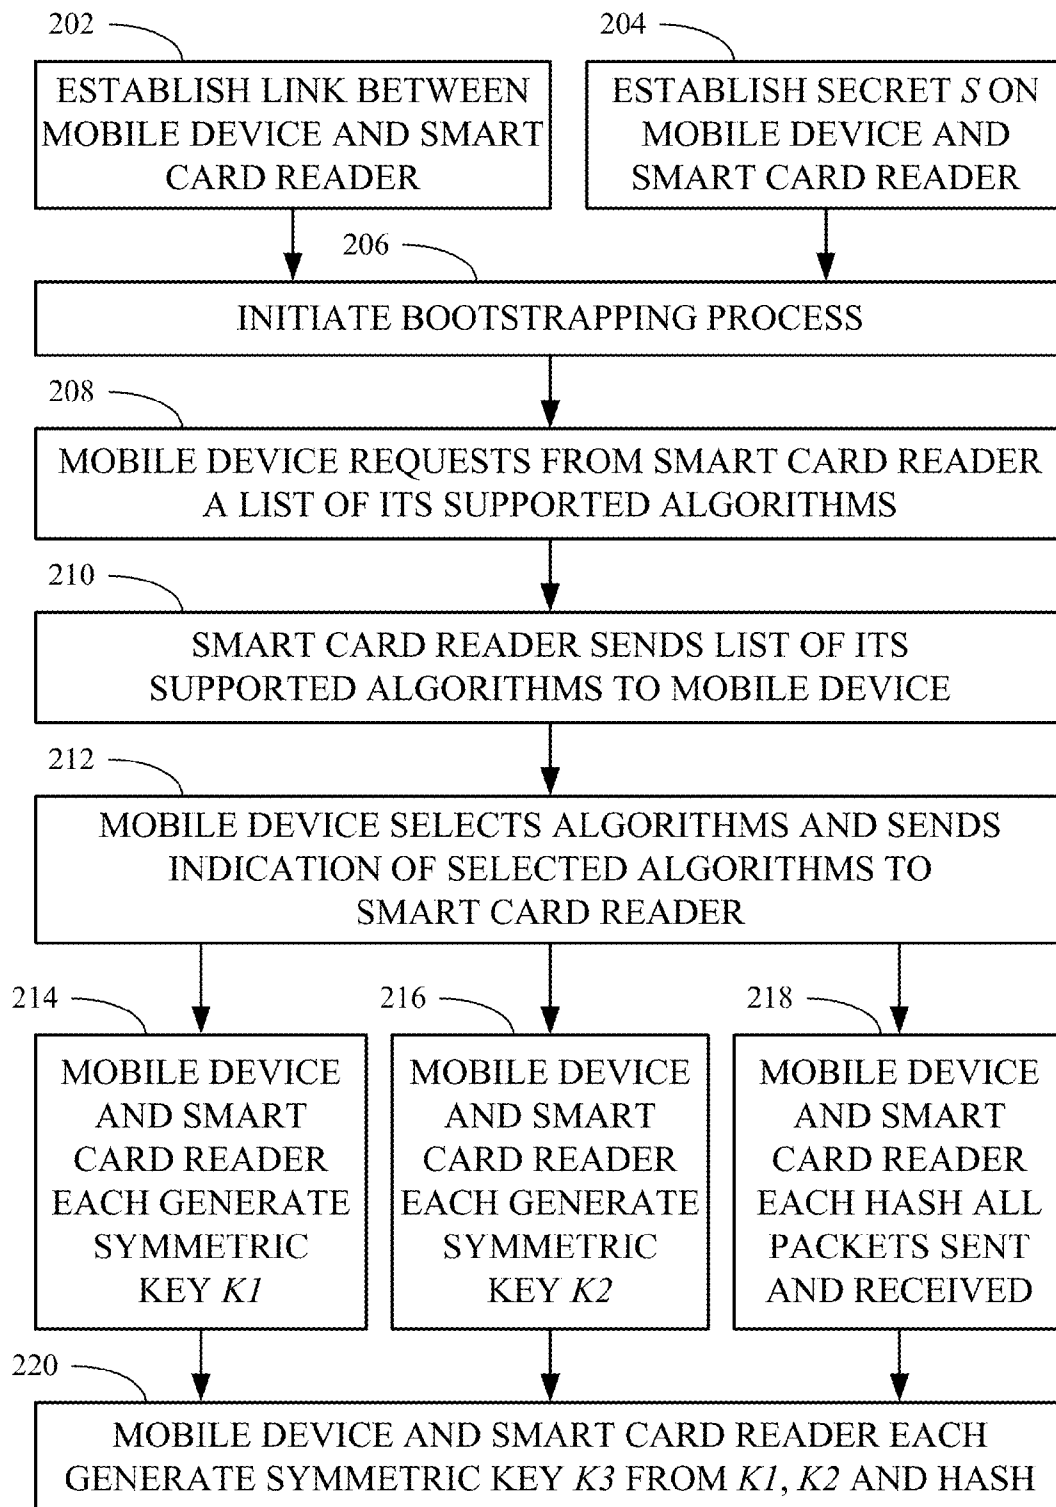 202
ESTABLISH LINK BETWEEN
MOBILE DEVICE AND SMART
CARD READER
204
ESTABLISH SECRET S ON
MOBILE DEVICE AND
SMART CARD READER
206
INITIATE BOOTSTRAPPING PROCESS
208
MOBILE DEVICE REQUESTS FROM SMART CARD READER
A LIST OF ITS SUPPORTED ALGORITHMS
210
SMART CARD READER SENDS LIST OF ITS
SUPPORTED ALGORITHMS TO MOBILE DEVICE
212
MOBILE DEVICE SELECTS ALGORITHMS AND SENDS
INDICATION OF SELECTED ALGORITHMS TO
SMART CARD READER
214
MOBILE DEVICE
AND SMART
CARD READER
EACH GENERATE
SYMMETRIC
KEY K1
216
MOBILE DEVICE
AND SMART
CARD READER
EACH GENERATE
SYMMETRIC
KEY K2
218
MOBILE DEVICE
AND SMART
CARD READER
EACH HASH ALL
PACKETS SENT
AND RECEIVED
220
MOBILE DEVICE AND SMART CARD READER EACH
GENERATE SYMMETRIC KEY K3 FROM K1, K2 AND HASH